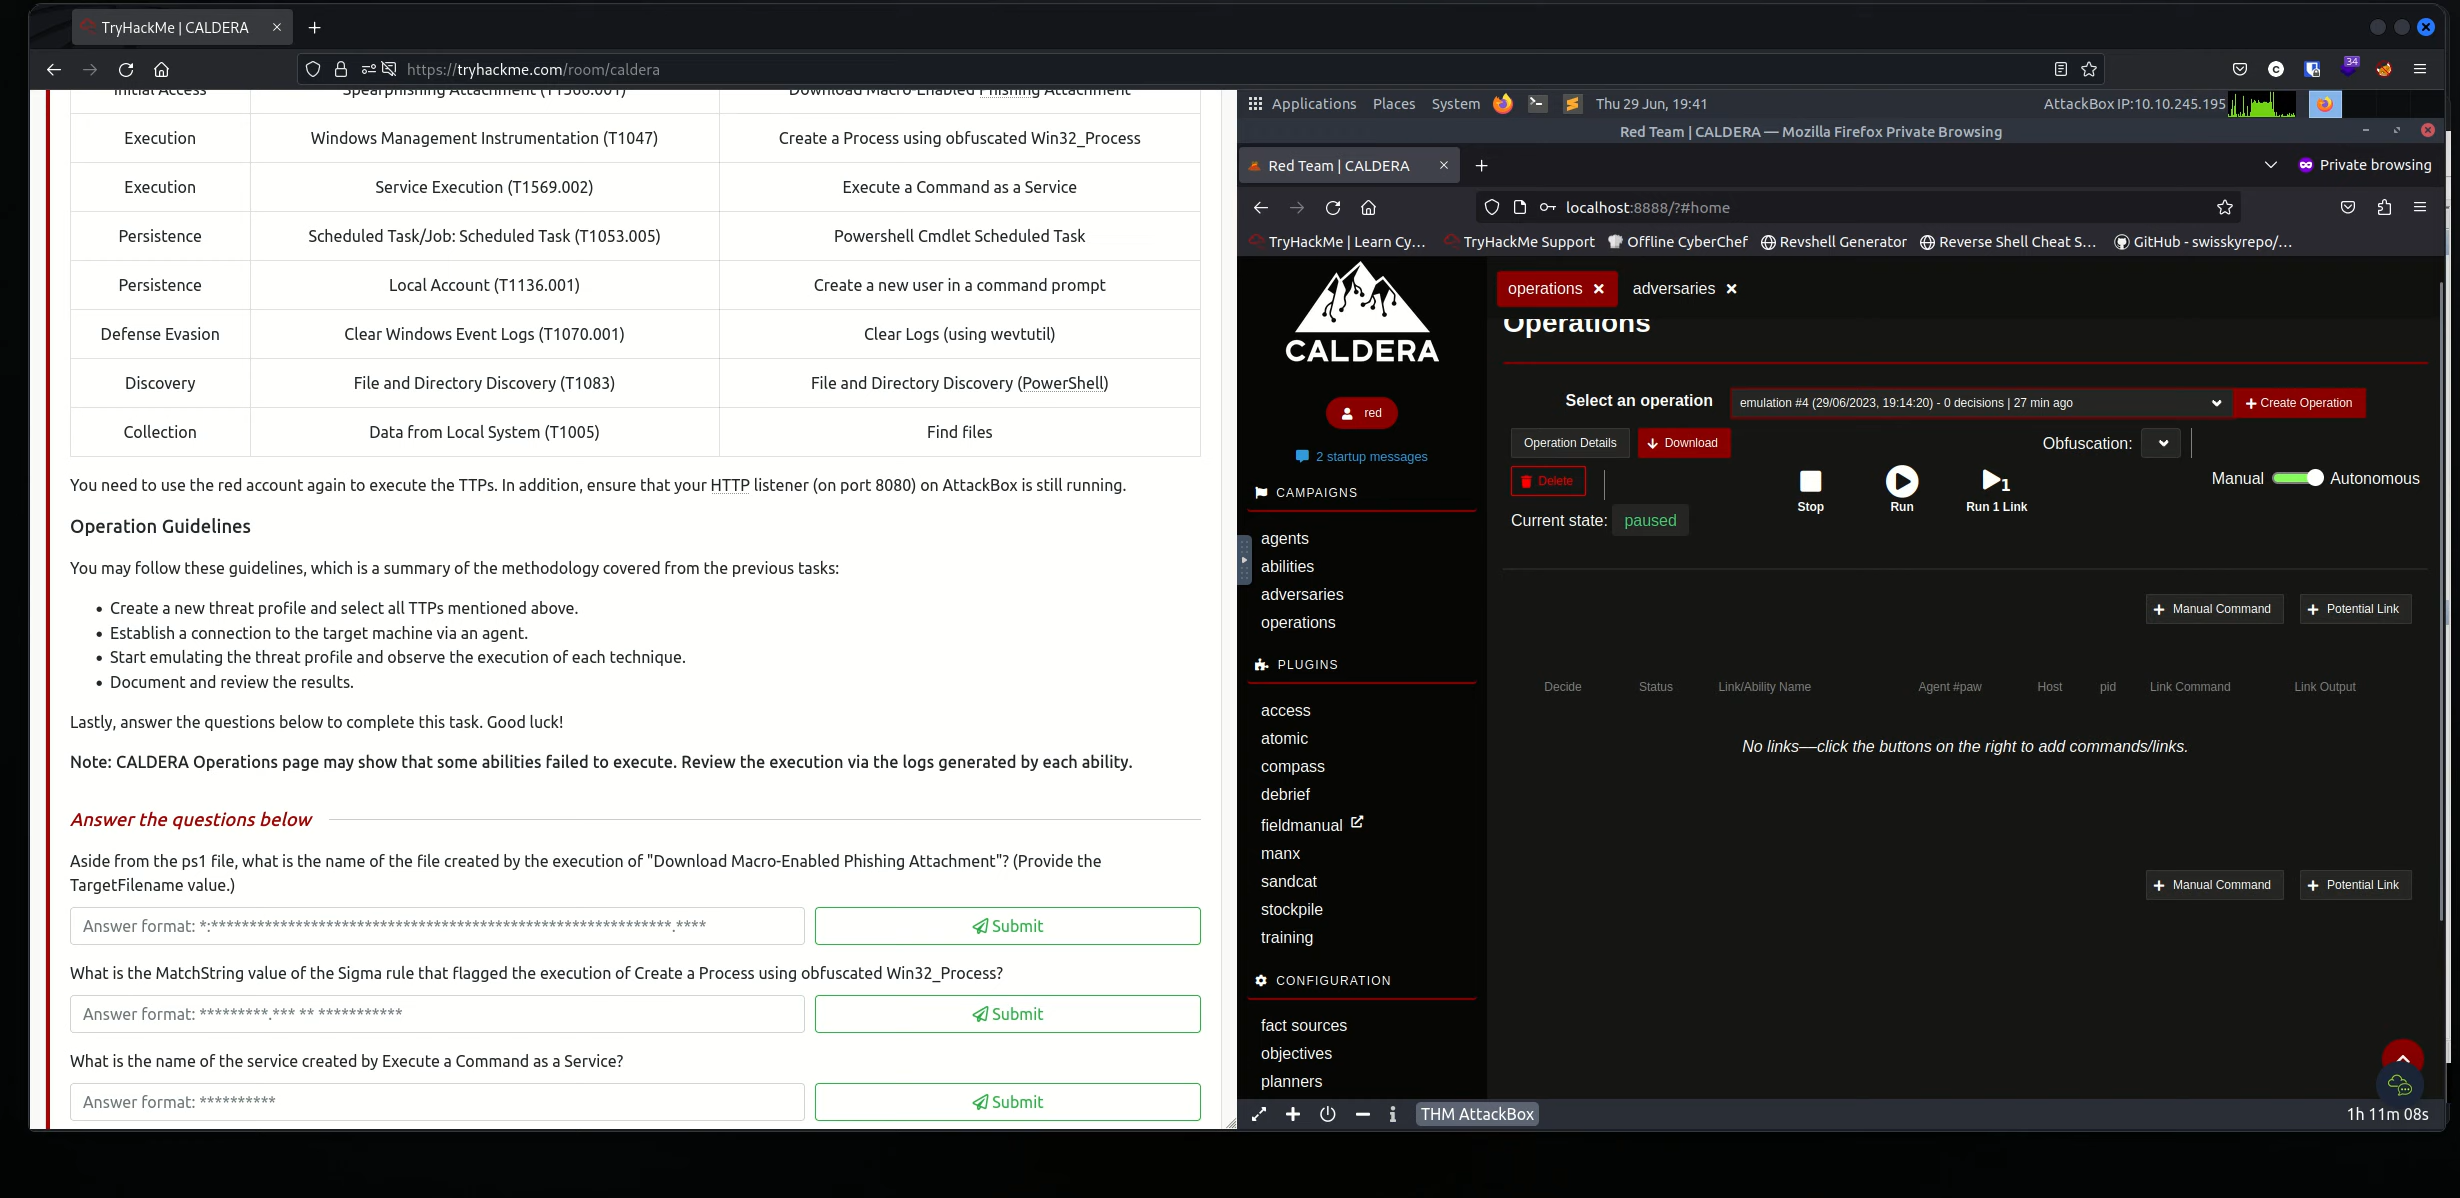 TryHackMe | CALDERA
https://tryhackme.com/room/caldera
34
Initial Access Spearphishing Attachment (T1566.001) Download Macro-Enabled Phishing Attachment
Execution Windows Management Instrumentation (T1047) Create a Process using obfuscated Win32_Process
Execution Service Execution (T1569.002) Execute a Command as a Service
Persistence Scheduled Task/Job: Scheduled Task (T1053.005) Powershell Cmdlet Scheduled Task
Persistence Local Account (T1136.001) Create a new user in a command prompt
Defense Evasion Clear Windows Event Logs (T1070.001) Clear Logs (using wevtutil)
Discovery File and Directory Discovery (T1083) File and Directory Discovery (PowerShell)
Collection Data from Local System (T1005) Find files
You need to use the red account again to execute the TTPs. In addition, ensure that your HTTP listener (on port 8080) on AttackBox is still running.
Operation Guidelines
You may follow these guidelines, which is a summary of the methodology covered from the previous tasks:
• Create a new threat profile and select all TTPs mentioned above.
• Establish a connection to the target machine via an agent.
• Start emulating the threat profile and observe the execution of each technique.
• Document and review the results.
Lastly, answer the questions below to complete this task. Good luck!
Note: CALDERA Operations page may show that some abilities failed to execute. Review the execution via the logs generated by each ability.
Answer the questions below
Aside from the ps1 file, what is the name of the file created by the execution of "Download Macro-Enabled Phishing Attachment"? (Provide the
TargetFilename value.)
Answer format: *:************************************************************.**** Submit
What is the MatchString value of the Sigma rule that flagged the execution of Create a Process using obfuscated Win32_Process?
Answer format: *********.*** ** *********** Submit
What is the name of the service created by Execute a Command as a Service?
Answer format: ********** Submit
Applications Places System Thu 29 Jun, 19:41 AttackBox IP:10.10.245.195
Red Team | CALDERA — Mozilla Firefox Private Browsing
Red Team | CALDERA Private browsing
localhost:8888/?#home
TryHackMe | Learn Cy… TryHackMe Support Offline CyberChef Revshell Generator Reverse Shell Cheat S… GitHub - swisskyrepo/…
CALDERA
red
2 startup messages
CAMPAIGNS
agents
abilities
adversaries
operations
PLUGINS
access
atomic
compass
debrief
fieldmanual
manx
sandcat
stockpile
training
CONFIGURATION
fact sources
objectives
planners
operations adversaries
Operations
Select an operation emulation #4 (29/06/2023, 19:14:20) - 0 decisions | 27 min ago Create Operation
Operation Details Download Obfuscation:
Delete
Stop Run Run 1 Link Manual Autonomous
Current state: paused
Manual Command Potential Link
Decide Status Link/Ability Name Agent #paw Host pid Link Command Link Output
No links—click the buttons on the right to add commands/links.
Manual Command Potential Link
THM AttackBox 1h 11m 08s